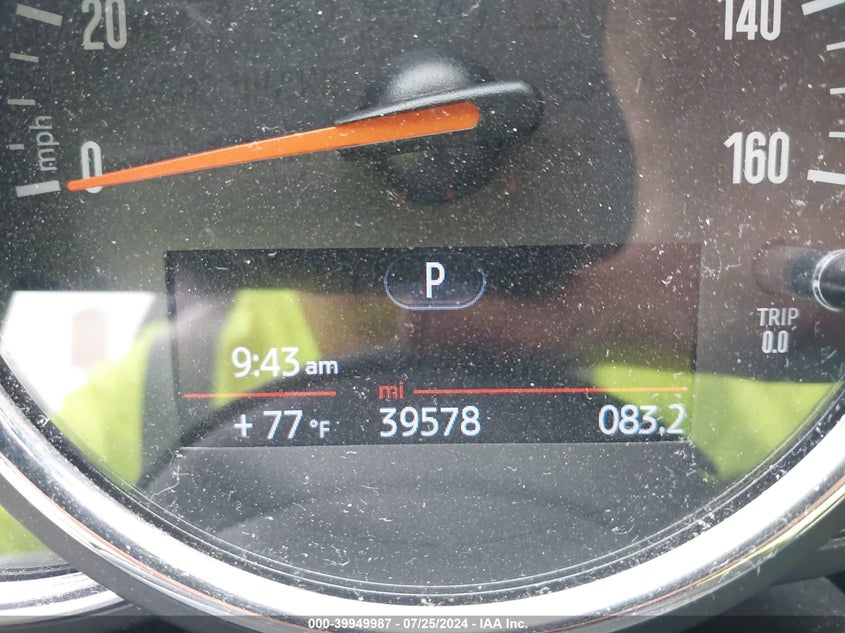 20
140
mph
0
160
P
TRIP
0.0
9:43 am
mi
+ 77 °F
39578
083.2
000-39949987 - 07/25/2024 - IAA Inc.